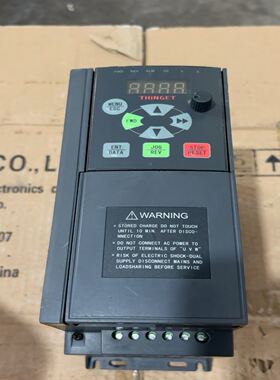 THINGET
MENU
ESC
FWD
ENT
DATA
JOG
REV
STOP
RESET
WARNING
STORED CHARGE DO NOT TOUCH
UNTIL 10 MIN. AFTER DISCO-
NNECTION
DO NOT CONNECT AC POWER TO
OUTPUT TERMINALS OF "U V W"
RISK OF ELECTRIC SHOCK-DUAL
SUPPLY DISCONNECT MAINS AND
LOADSHARING BEFORE SERVICE.
CO., L
ectronics
07
ina